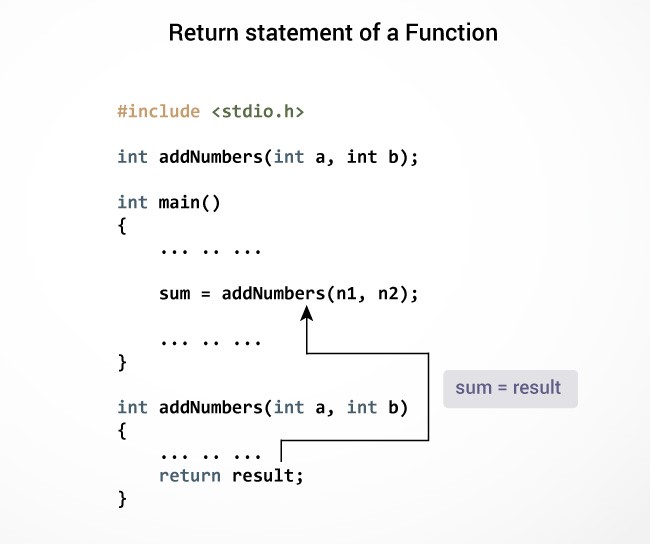 Return statement of a Function
#include <stdio.h>
int addNumbers(int a, int b);
int main()
{
... .. ...
sum = addNumbers(n1, n2);
... .. ...
}
sum = result
int addNumbers(int a, int b)
{
... .. ...
return result;
}